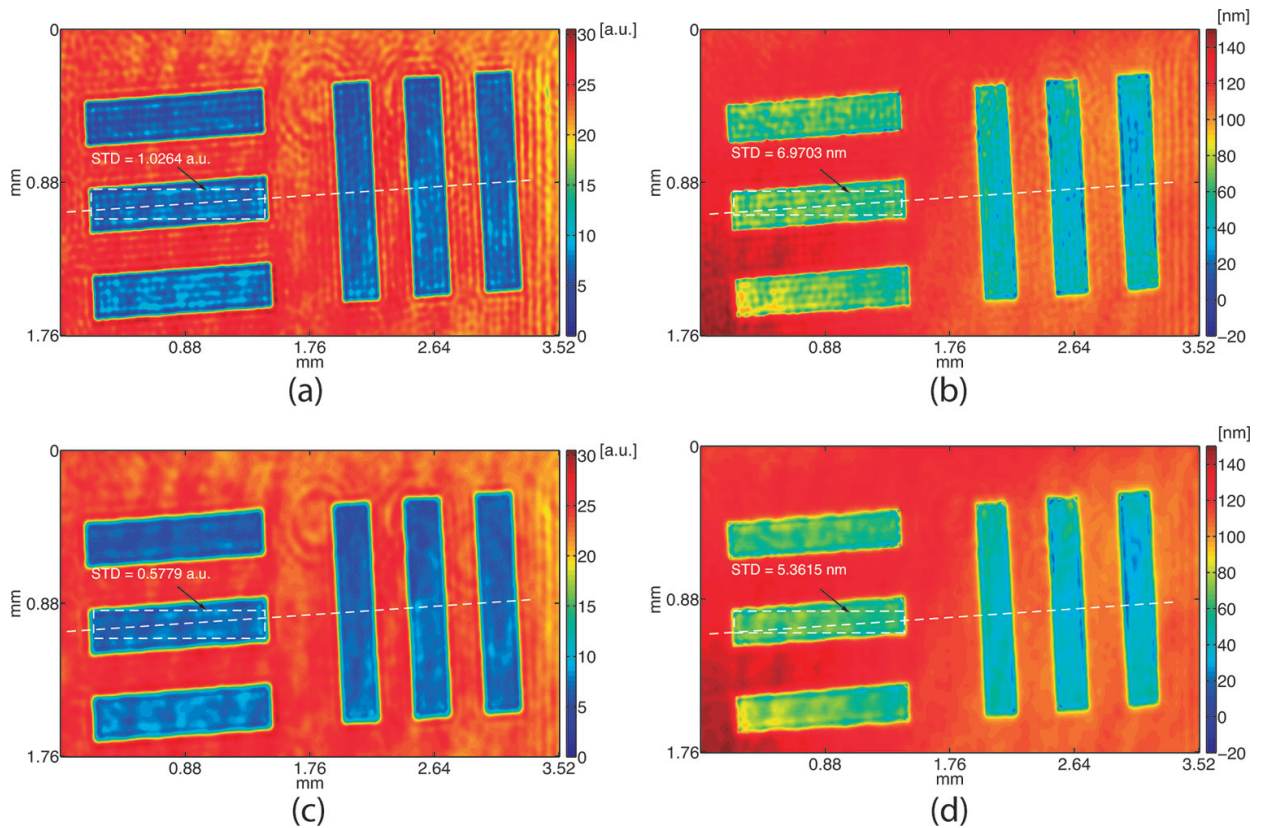 0
30 [a.u.]
25
20
15
10
5
0
mm
0.88
1.76
STD = 1.0264 a.u.
0.88
1.76
2.64
3.52
mm
(a)
[nm]
0
140
120
100
80
60
40
20
0
−20
mm
0.88
1.76
STD = 6.9703 nm
0.88
1.76
2.64
3.52
mm
(b)
0
30 [a.u.]
25
20
15
10
5
0
mm
0.88
1.76
STD = 0.5779 a.u.
0.88
1.76
2.64
3.52
mm
(c)
[nm]
0
140
120
100
80
60
40
20
0
−20
mm
0.88
1.76
STD = 5.3615 nm
0.88
1.76
2.64
3.52
mm
(d)